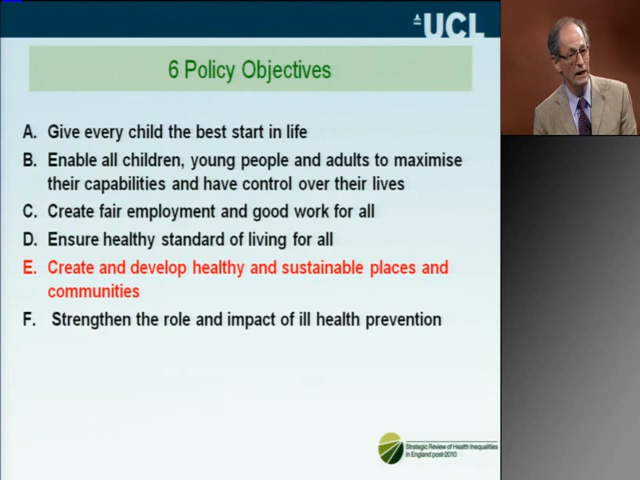 UCL
6 Policy Objectives
A. Give every child the best start in life
B. Enable all children, young people and adults to maximise
their capabilities and have control over their lives
C. Create fair employment and good work for all
D. Ensure healthy standard of living for all
E. Create and develop healthy and sustainable places and
communities
F. Strengthen the role and impact of ill health prevention
Strategic Review of Health Inequalities
in England post-2010